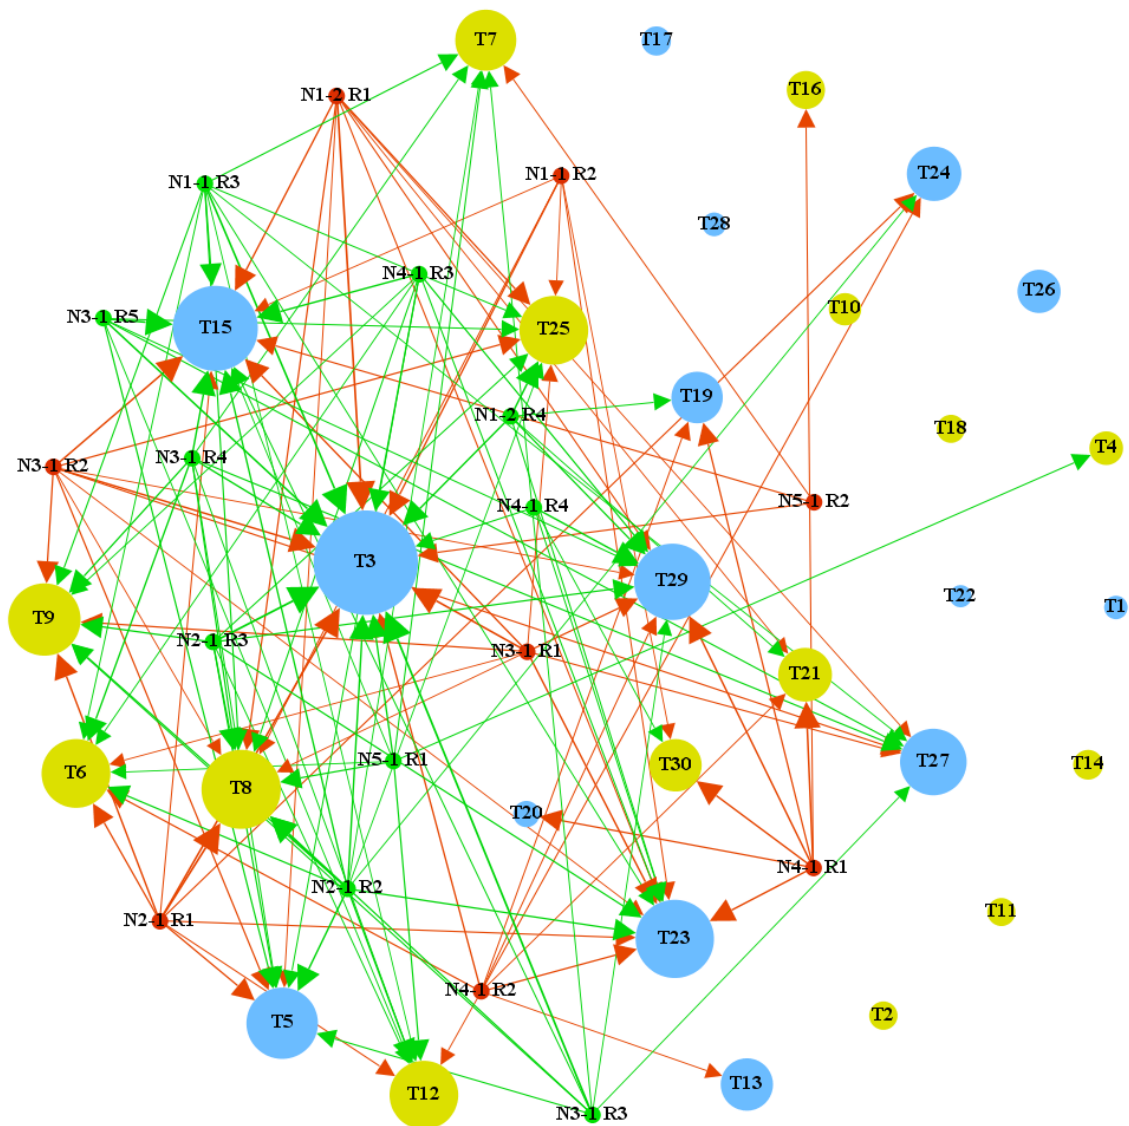 T7
T17
T16
N1-2 R1
N1-1 R2
T24
N1-1 R3
T28
N4-1 R3
T26
T10
N3-1 R5
T15
T25
T19
N1-2 R4
T18
T4
N3-1 R4
N3-1 R2
N5-1 R2
N4-1 R4
T3
T29
T22
T1
T9
N2-1 R3
N3-1 R1
T21
N5-1 R1
T27
T30
T14
T6
T8
T20
N4-1 R1
N2-1 R2
T11
N2-1 R1
T23
N4-1 R2
T2
T5
T13
T12
N3-1 R3